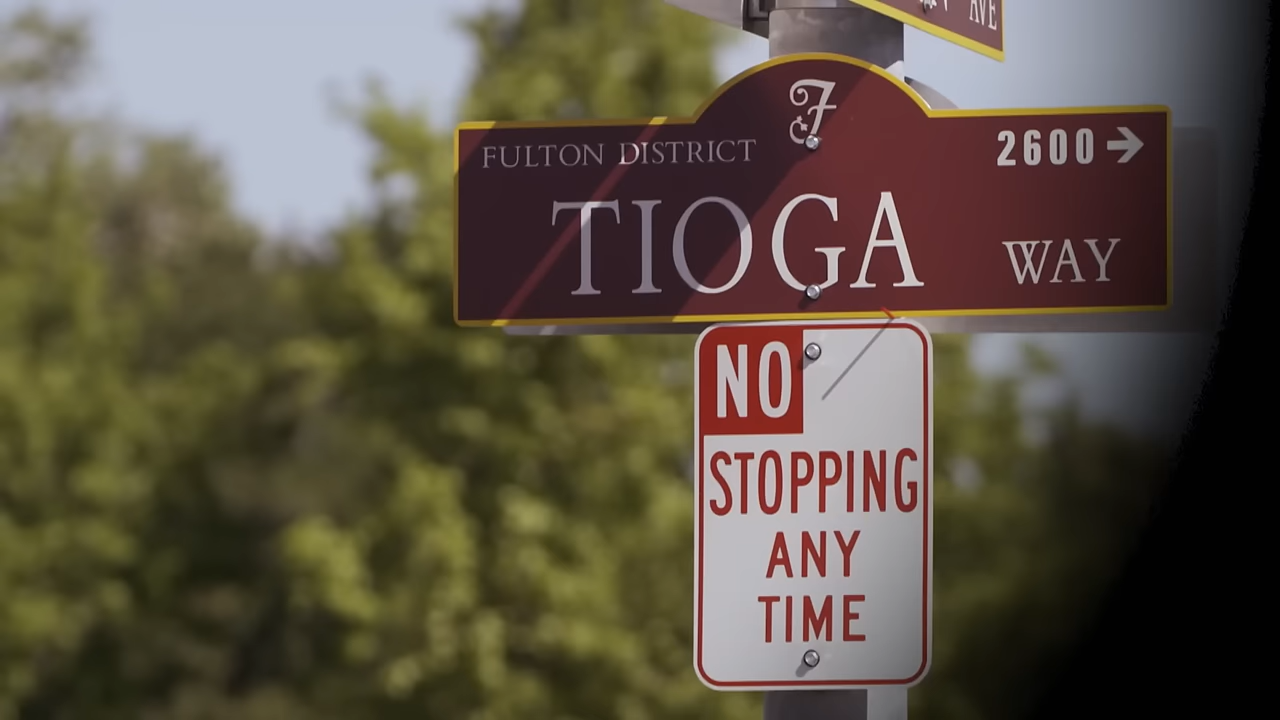 AVE
F
FULTON DISTRICT
2600 →
TIOGA WAY
NO
STOPPING
ANY
TIME